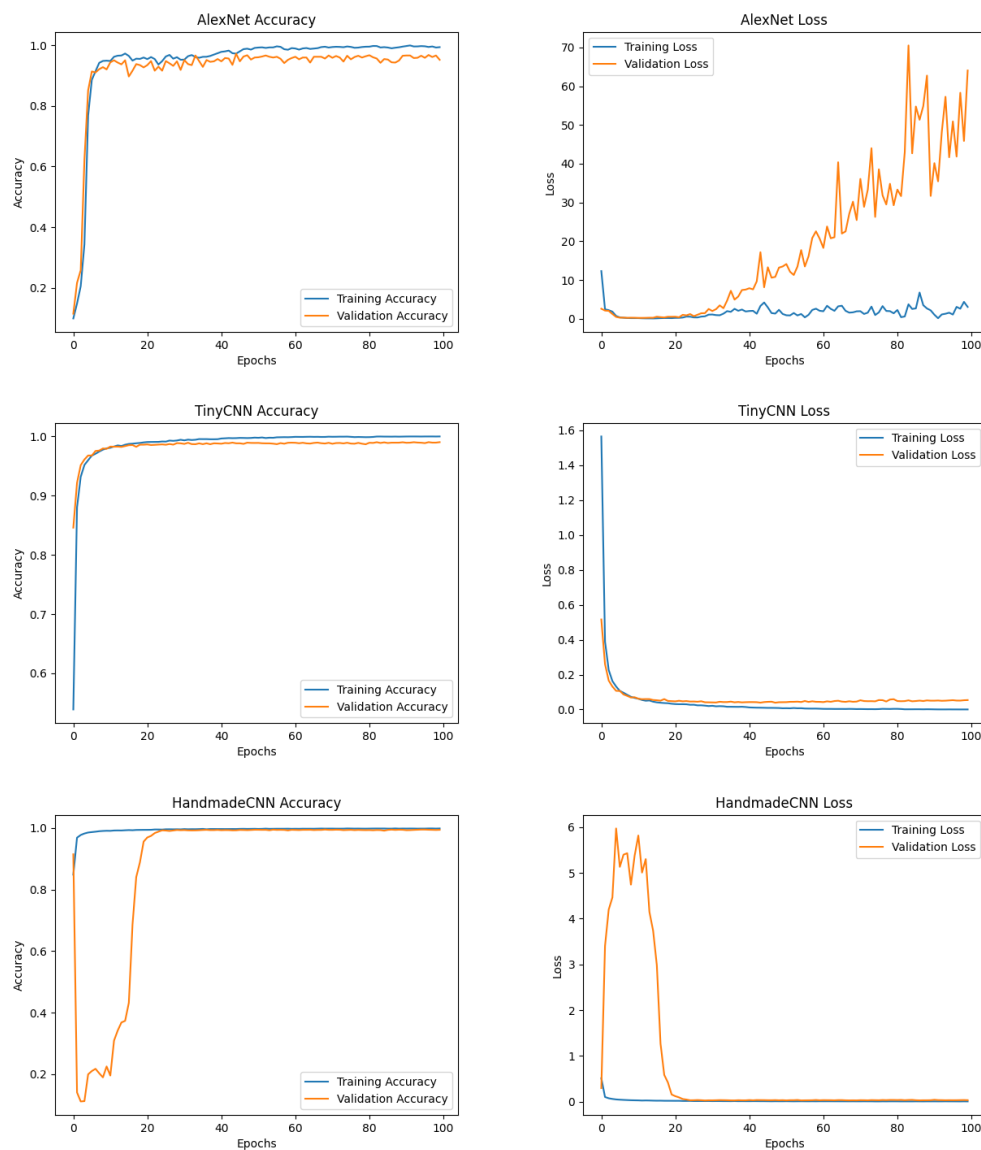 AlexNet Accuracy
1.0
0.8
0.6
0.4
0.2
Accuracy
Training Accuracy
Validation Accuracy
0 20 40 60 80 100
Epochs
AlexNet Loss
70
60
50
40
30
20
10
0
Loss
Training Loss
Validation Loss
0 20 40 60 80 100
Epochs
TinyCNN Accuracy
1.0
0.9
0.8
0.7
0.6
Accuracy
Training Accuracy
Validation Accuracy
0 20 40 60 80 100
Epochs
TinyCNN Loss
1.6
1.4
1.2
1.0
0.8
0.6
0.4
0.2
0.0
Loss
Training Loss
Validation Loss
0 20 40 60 80 100
Epochs
HandmadeCNN Accuracy
1.0
0.8
0.6
0.4
0.2
Accuracy
Training Accuracy
Validation Accuracy
0 20 40 60 80 100
Epochs
HandmadeCNN Loss
6
5
4
3
2
1
0
Loss
Training Loss
Validation Loss
0 20 40 60 80 100
Epochs